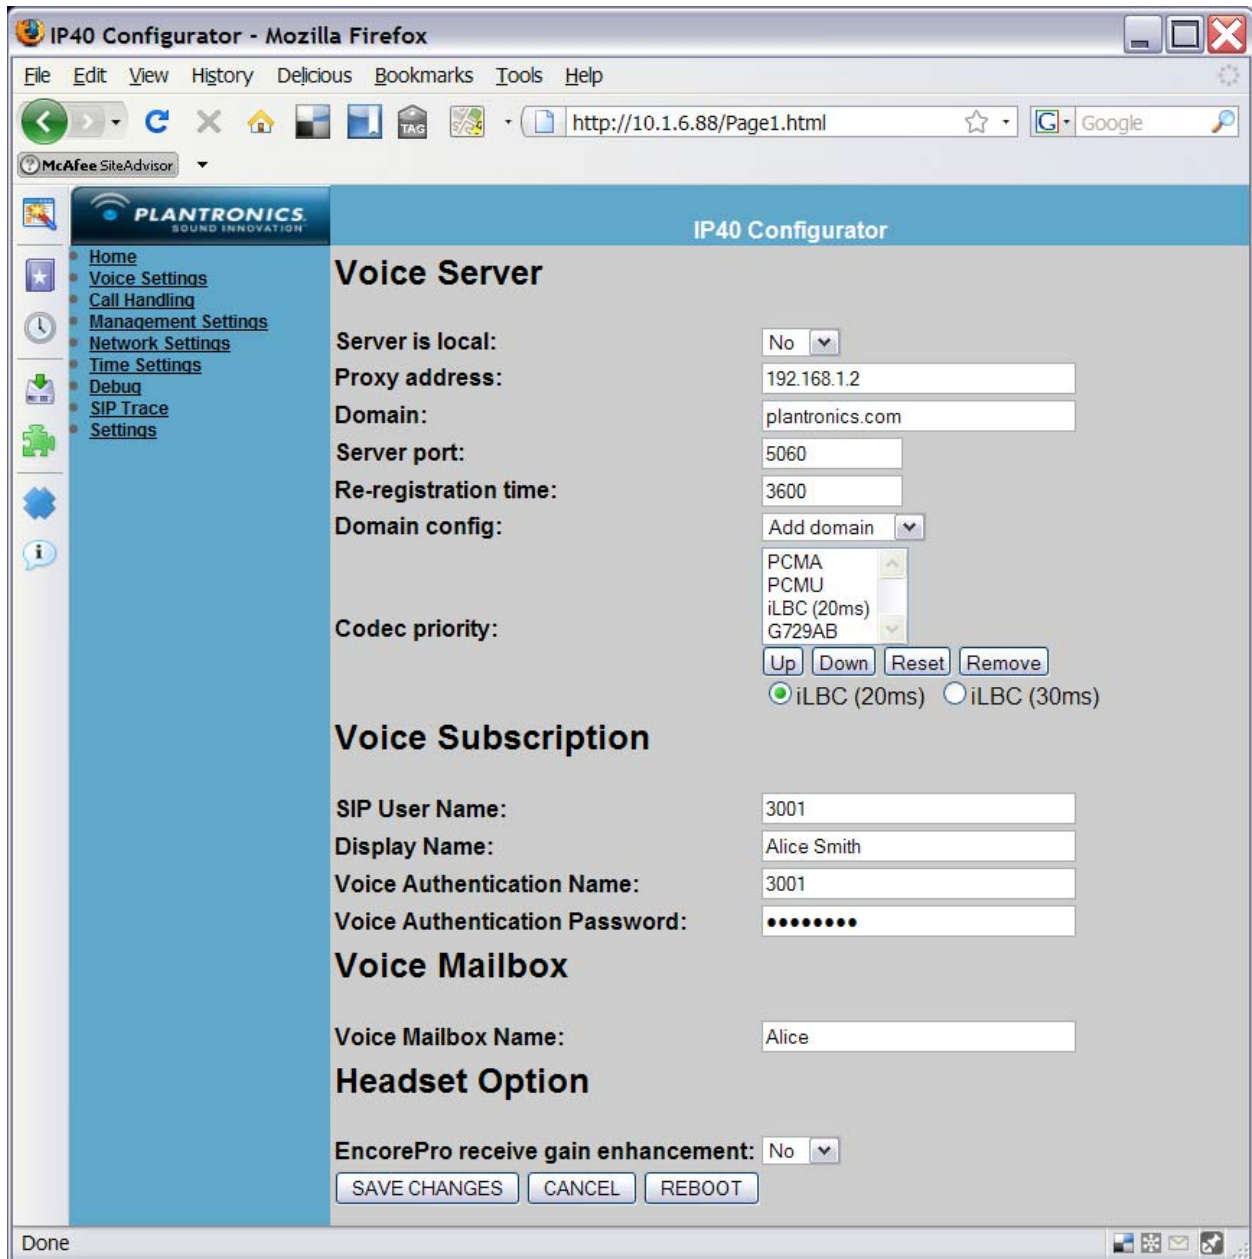 IP40 Configurator - Mozilla Firefox
File Edit View History Delicious Bookmarks Tools Help
TAG http://10.1.6.88/Page1.html G Google
McAfee SiteAdvisor
PLANTRONICS.
SOUND INNOVATION
IP40 Configurator
Home
Voice Settings
Call Handling
Management Settings
Network Settings
Time Settings
Debug
SIP Trace
Settings
Voice Server
Server is local: No
Proxy address: 192.168.1.2
Domain: plantronics.com
Server port: 5060
Re-registration time: 3600
Domain config: Add domain
PCMA
PCMU
iLBC (20ms)
G729AB
Codec priority:
Up Down Reset Remove
iLBC (20ms) iLBC (30ms)
Voice Subscription
SIP User Name: 3001
Display Name: Alice Smith
Voice Authentication Name: 3001
Voice Authentication Password: ••••••••
Voice Mailbox
Voice Mailbox Name: Alice
Headset Option
EncorePro receive gain enhancement: No
SAVE CHANGES CANCEL REBOOT
Done